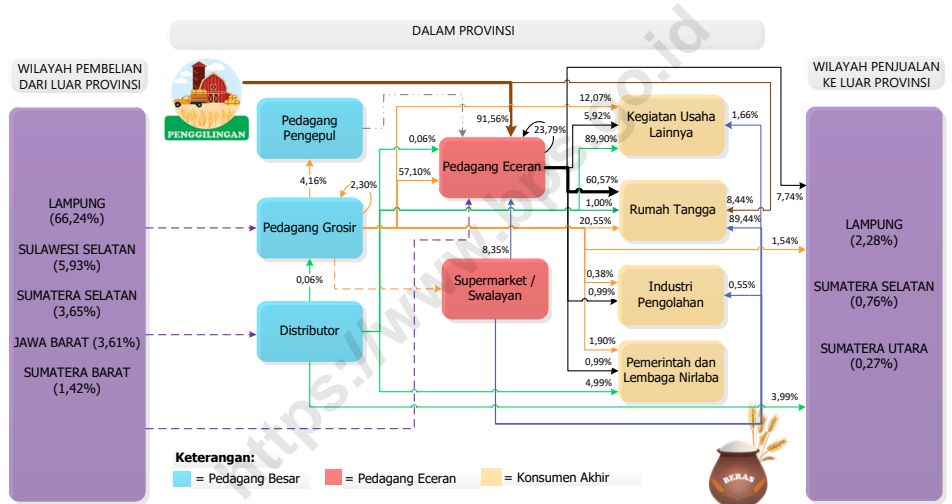 DALAM PROVINSI
WILAYAH PEMBELIAN
DARI LUAR PROVINSI
WILAYAH PENJUALAN
KE LUAR PROVINSI
PENGGILINGAN
LAMPUNG
(66,24%)
SULAWESI SELATAN
(5,93%)
SUMATERA SELATAN
(3,65%)
JAWA BARAT (3,61%)
SUMATERA BARAT
(1,42%)
Pedagang
Pengepul
4,16%
2,30%
Pedagang Grosir
0,06%
Distributor
91,56%
0,06%
57,10%
23,79%
Pedagang Eceran
8,35%
Supermarket /
Swalayan
12,07%
5,92%
89,90%
Kegiatan Usaha
Lainnya
1,66%
60,57%
1,00%
20,55%
Rumah Tangga
8,44%
89,44%
7,74%
1,54%
0,38%
0,99%
Industri
Pengolahan
0,55%
1,90%
0,99%
4,99%
Pemerintah dan
Lembaga Nirlaba
3,99%
LAMPUNG
(2,28%)
SUMATERA SELATAN
(0,76%)
SUMATERA UTARA
(0,27%)
BERAS
Keterangan:
= Pedagang Besar
= Pedagang Eceran
= Konsumen Akhir
https://www.bps.go.id